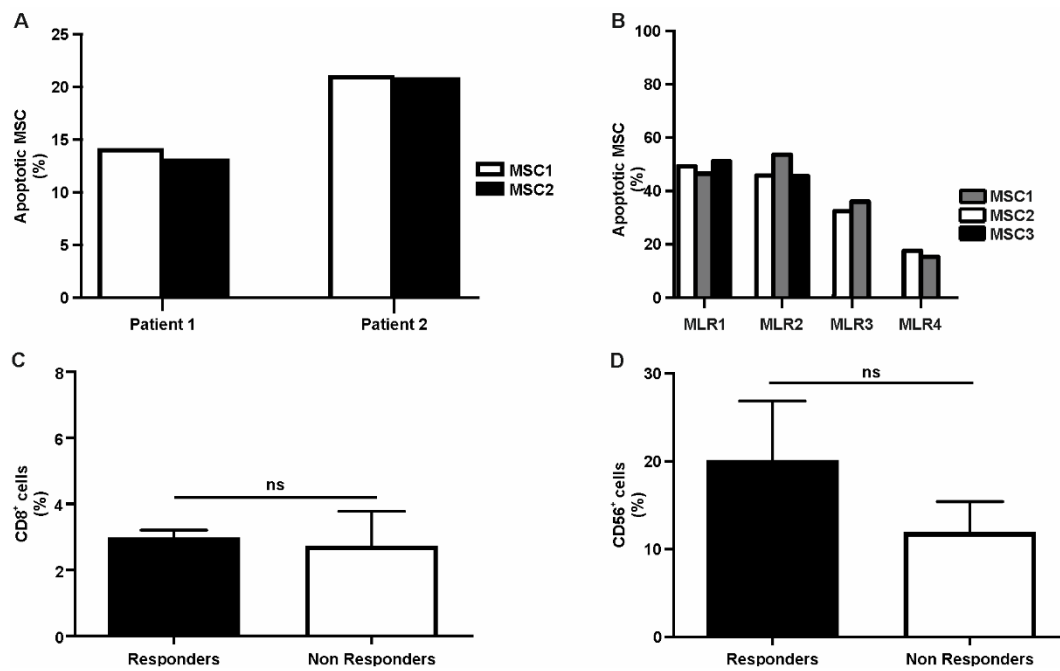 A
Apoptotic MSC
(%)
25
20
15
10
5
0
Patient 1
Patient 2
MSC1
MSC2
B
Apoptotic MSC
(%)
100
80
60
40
20
0
MLR1
MLR2
MLR3
MLR4
MSC1
MSC2
MSC3
C
CD8⁺ cells
(%)
8
6
4
2
0
ns
Responders
Non Responders
D
CD56⁺ cells
(%)
30
20
10
0
ns
Responders
Non Responders